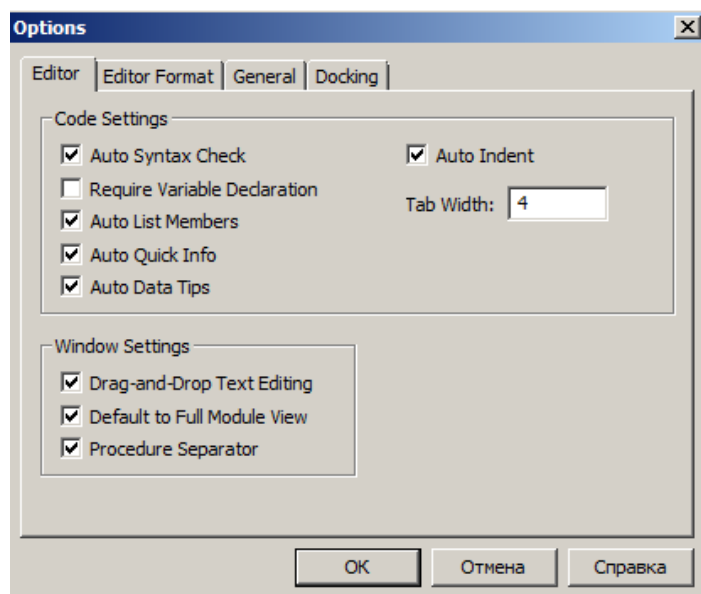 Options
Editor Editor Format General Docking
Code Settings
Auto Syntax Check Auto Indent
Require Variable Declaration
Tab Width: 4
Auto List Members
Auto Quick Info
Auto Data Tips
Window Settings
Drag-and-Drop Text Editing
Default to Full Module View
Procedure Separator
OK Отмена Справка